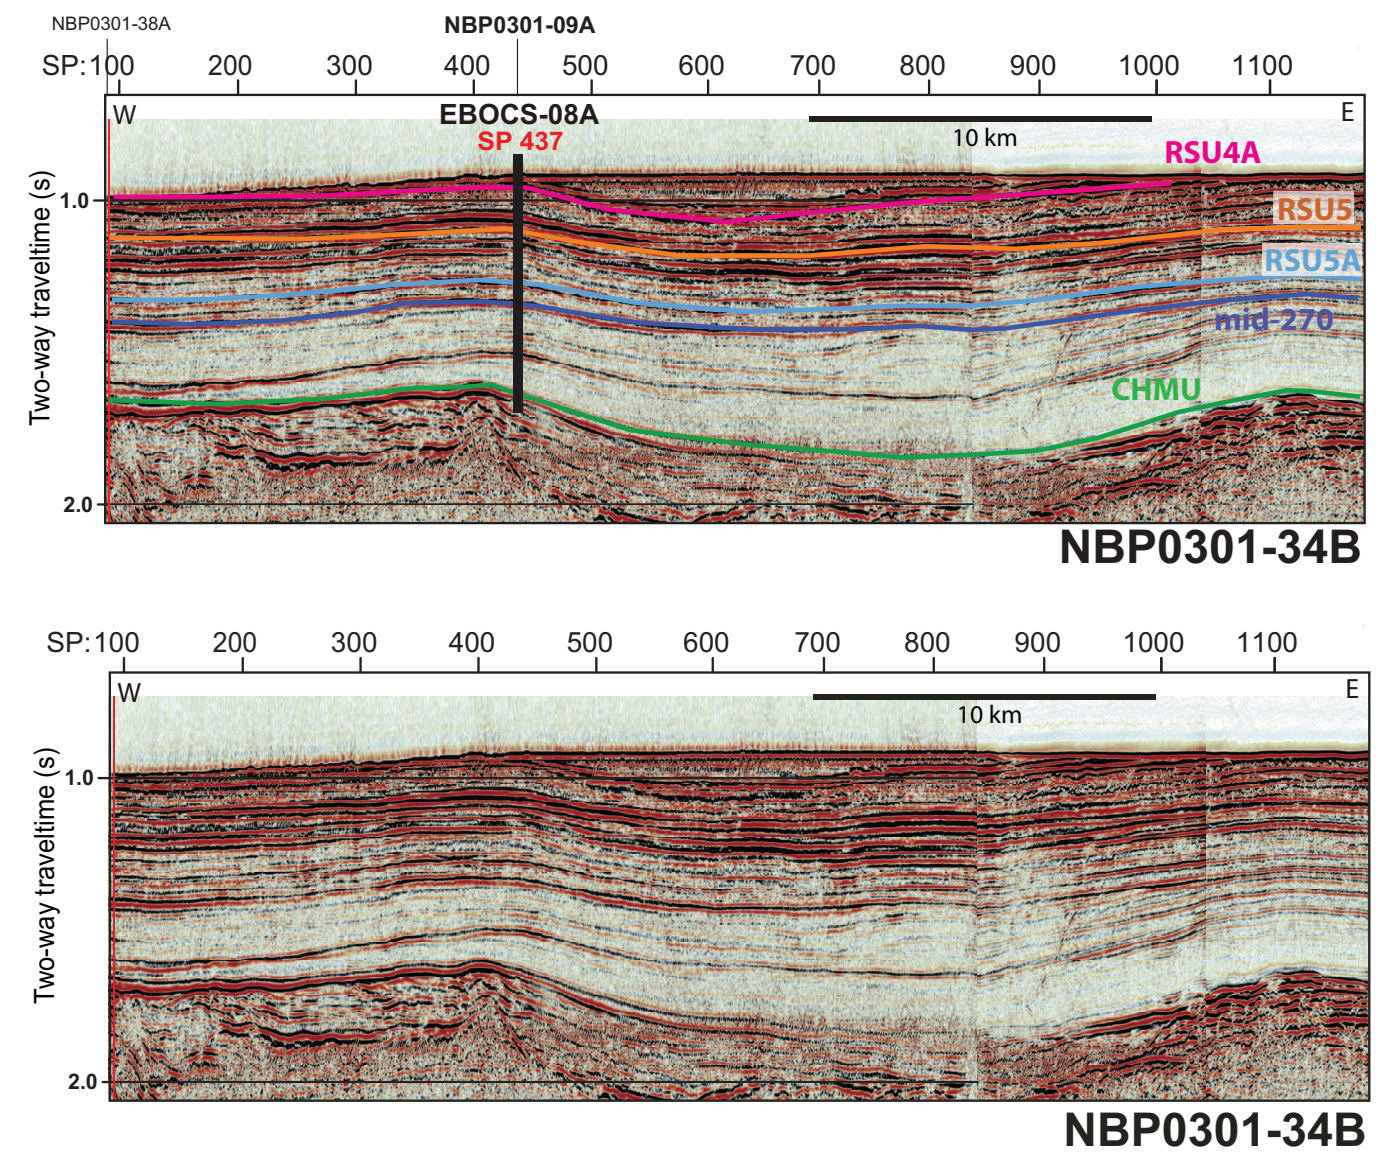 NBP0301-38A
NBP0301-09A
SP:100 200 300 400 500 600 700 800 900 1000 1100
W
EBOCS-08A
SP 437
10 km
E
RSU4A
RSU5
RSU5A
mid-270
CHMU
1.0
2.0
Two-way traveltime (s)
NBP0301-34B
SP:100 200 300 400 500 600 700 800 900 1000 1100
W
10 km
E
1.0
2.0
Two-way traveltime (s)
NBP0301-34B